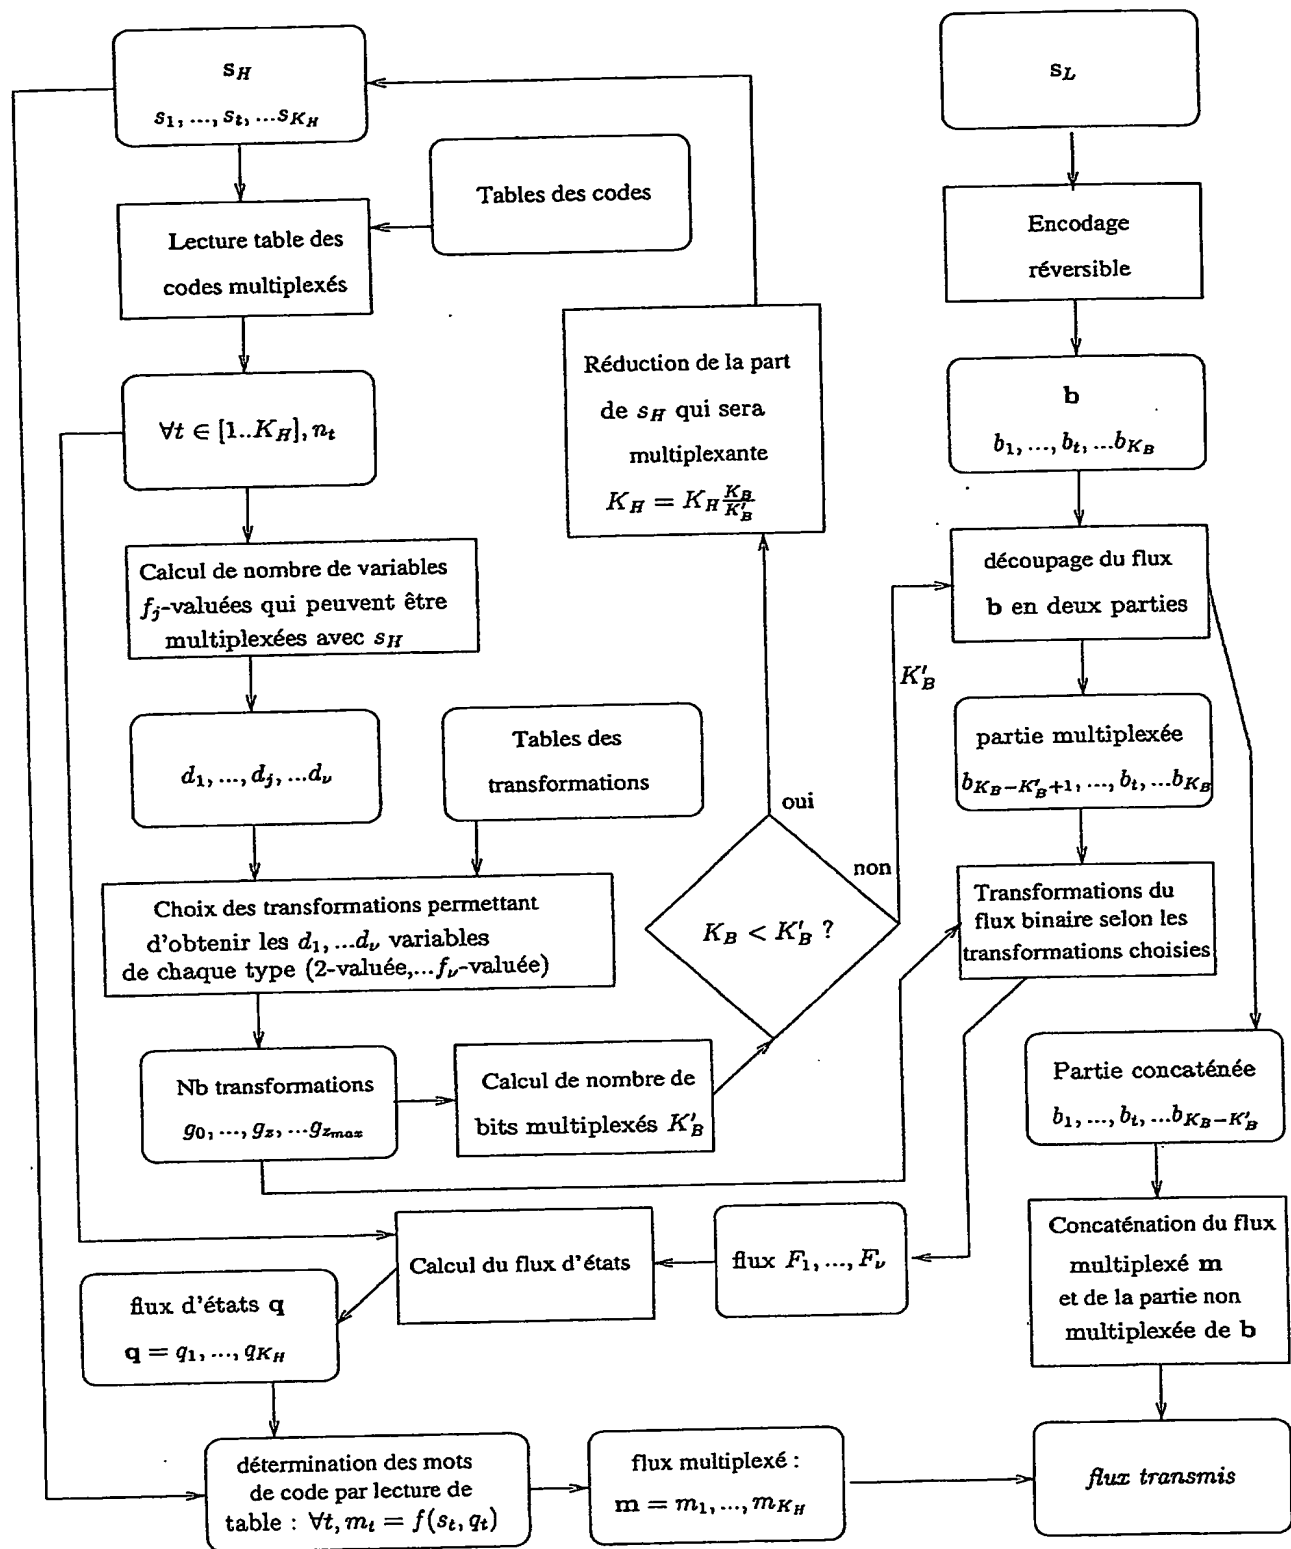 s_H
s_1, ..., s_t, ...s_{K_H}
Tables des codes
Lecture table des
codes multiplexés
∀t ∈ [1..K_H], n_t
Calcul de nombre de variables
f_j-valuées qui peuvent être
multiplexées avec s_H
d_1, ..., d_j, ...d_ν
Tables des
transformations
Choix des transformations permettant
d'obtenir les d_1, ...d_ν variables
de chaque type (2-valuée,...f_ν-valuée)
Nb transformations
g_0, ..., g_z, ...g_{z_{max}}
Calcul de nombre de
bits multiplexés K'_B
K_B < K'_B ?
oui
non
Réduction de la part
de s_H qui sera
multiplexante
K_H = K_H \frac{K_B}{K'_B}
K'_B
s_L
Encodage
réversible
b
b_1, ..., b_t, ...b_{K_B}
découpage du flux
b en deux parties
partie multiplexée
b_{K_B-K'_B+1}, ..., b_t, ...b_{K_B}
Transformations du
flux binaire selon les
transformations choisies
Partie concaténée
b_1, ..., b_t, ...b_{K_B-K'_B}
flux F_1, ..., F_ν
Calcul du flux d'états
flux d'états q
q = q_1, ..., q_{K_H}
Concaténation du flux
multiplexé m
et de la partie non
multiplexée de b
détermination des mots
de code par lecture de
table : ∀t, m_t = f(s_t, q_t)
flux multiplexé :
m = m_1, ..., m_{K_H}
flux transmis